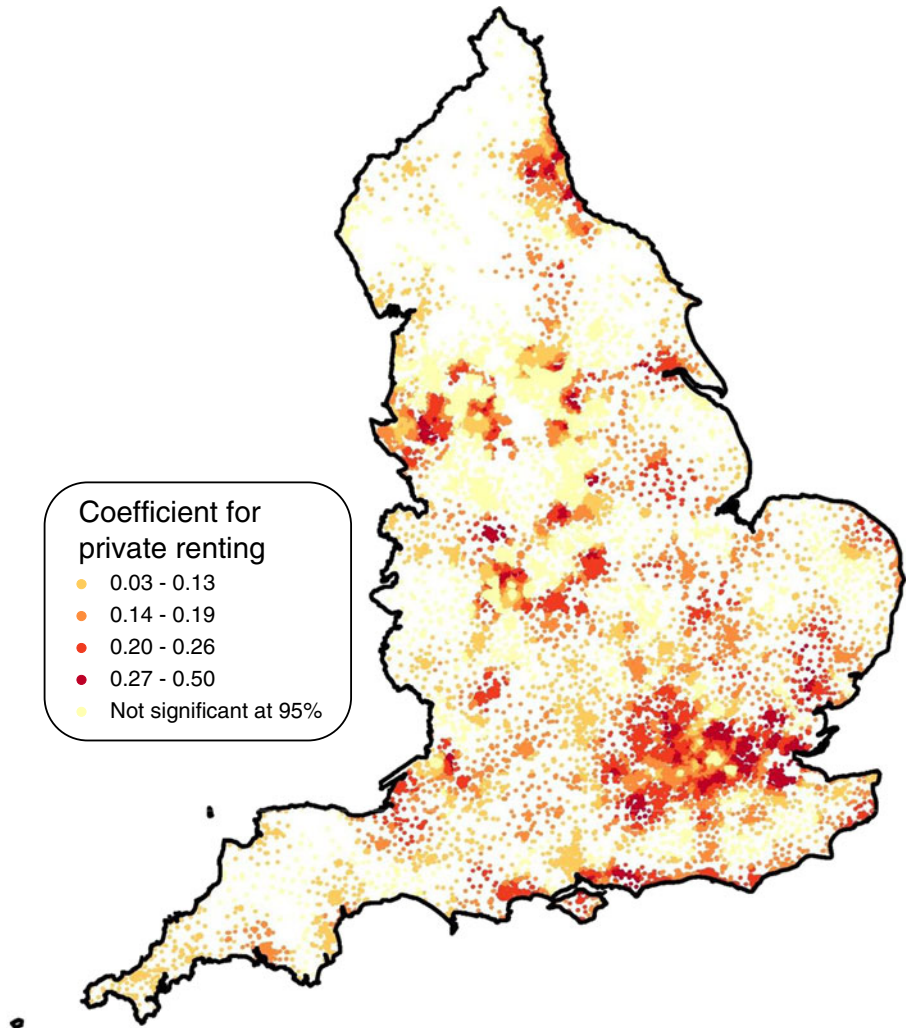 Coefficient for
private renting
0.03 - 0.13
0.14 - 0.19
0.20 - 0.26
0.27 - 0.50
Not significant at 95%